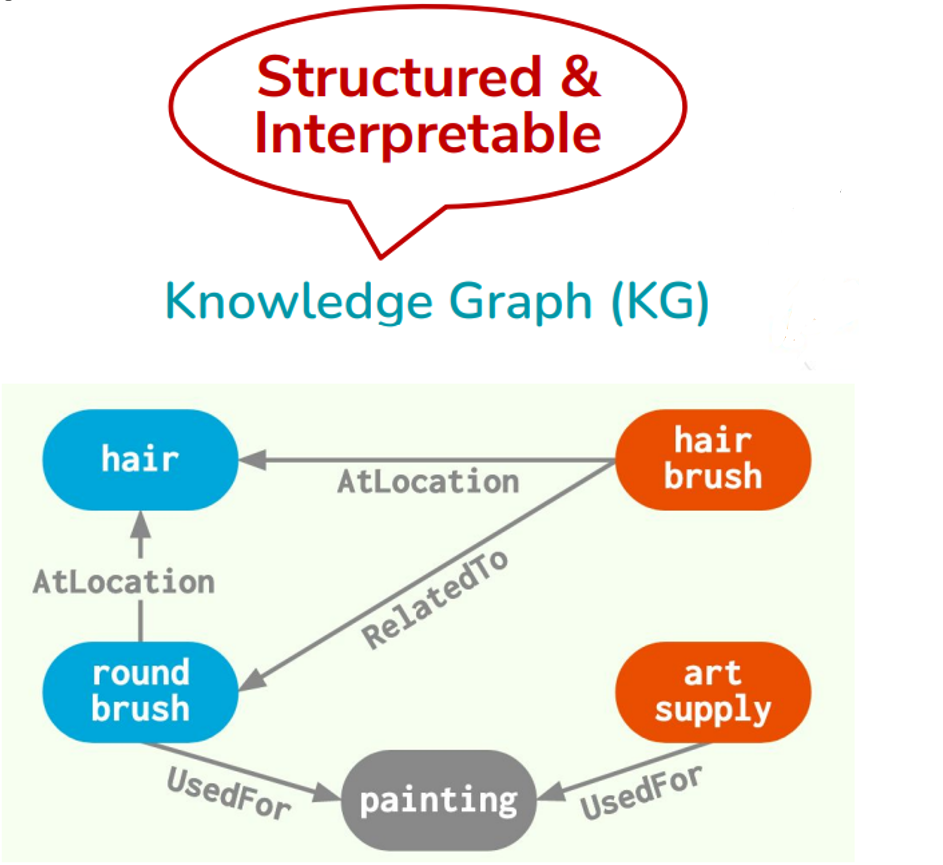 Structured &
Interpretable
Knowledge Graph (KG)
hair
hair
brush
AtLocation
AtLocation
RelatedTo
round
brush
art
supply
UsedFor
painting
UsedFor